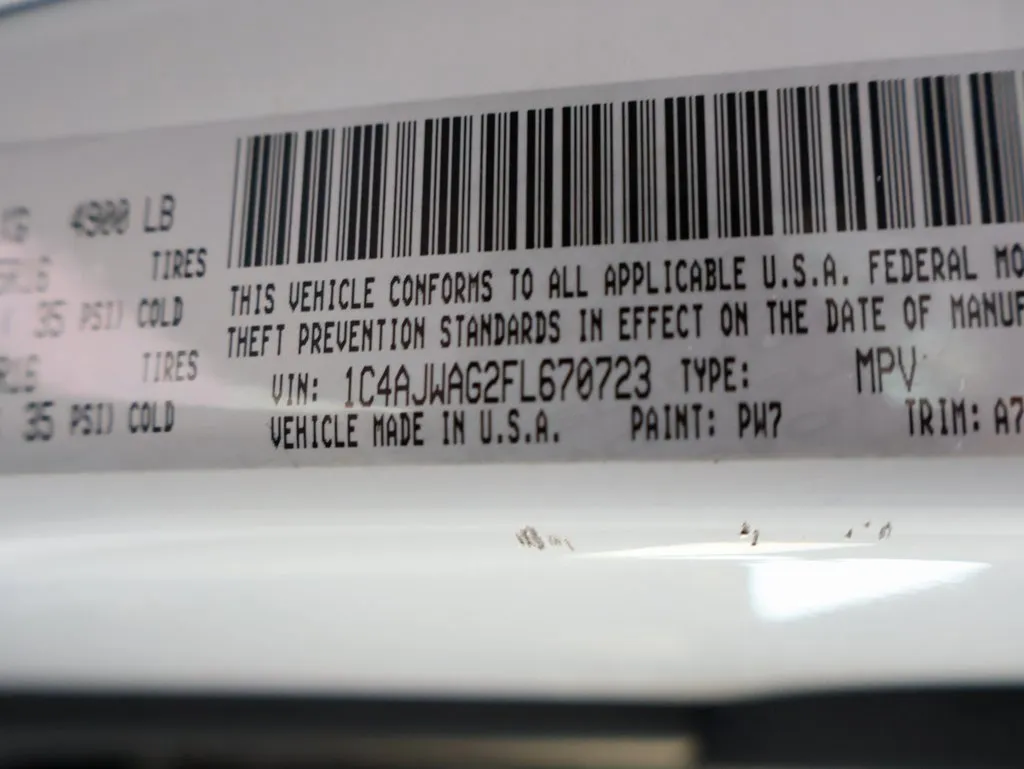 KG 4900 LB
TIRES
35 PSI) COLD
TIRES
35 PSI) COLD
THIS VEHICLE CONFORMS TO ALL APPLICABLE U.S.A. FEDERAL MO
THEFT PREVENTION STANDARDS IN EFFECT ON THE DATE OF MANUF
VIN: 1C4AJWAG2FL670723 TYPE: MPV
VEHICLE MADE IN U.S.A. PAINT: PW7 TRIM: A7